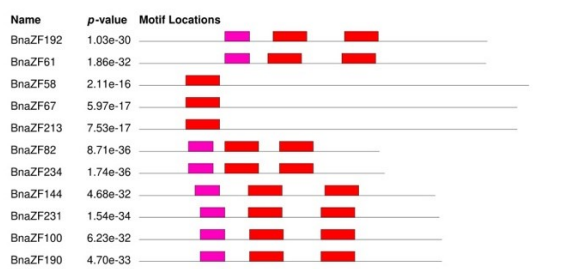 Name p-value Motif Locations
BnaZF192 1.03e-30
BnaZF61 1.86e-32
BnaZF58 2.11e-16
BnaZF67 5.97e-17
BnaZF213 7.53e-17
BnaZF82 8.71e-36
BnaZF234 1.74e-36
BnaZF144 4.68e-32
BnaZF231 1.54e-34
BnaZF100 6.23e-32
BnaZF190 4.70e-33